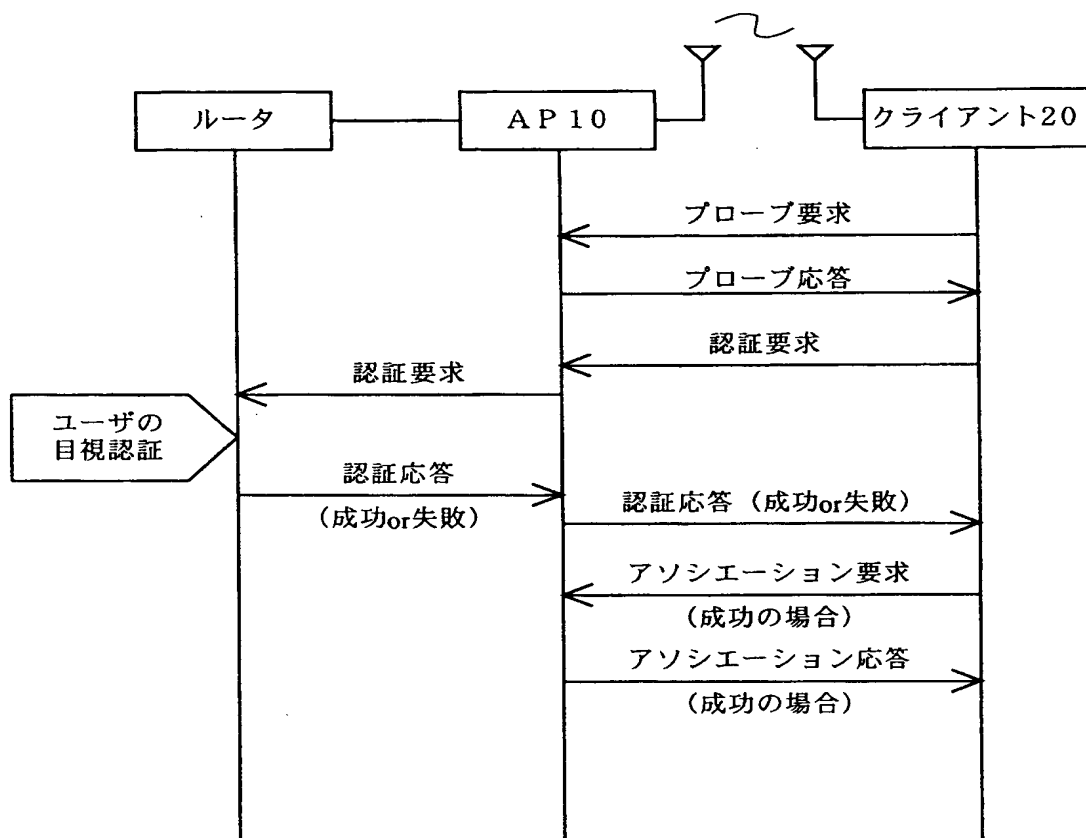 ルータ
AP10
クライアント20
プローブ要求
プローブ応答
認証要求
認証要求
ユーザの
目視認証
認証応答
(成功or失敗)
認証応答(成功or失敗)
アソシエーション要求
(成功の場合)
アソシエーション応答
(成功の場合)